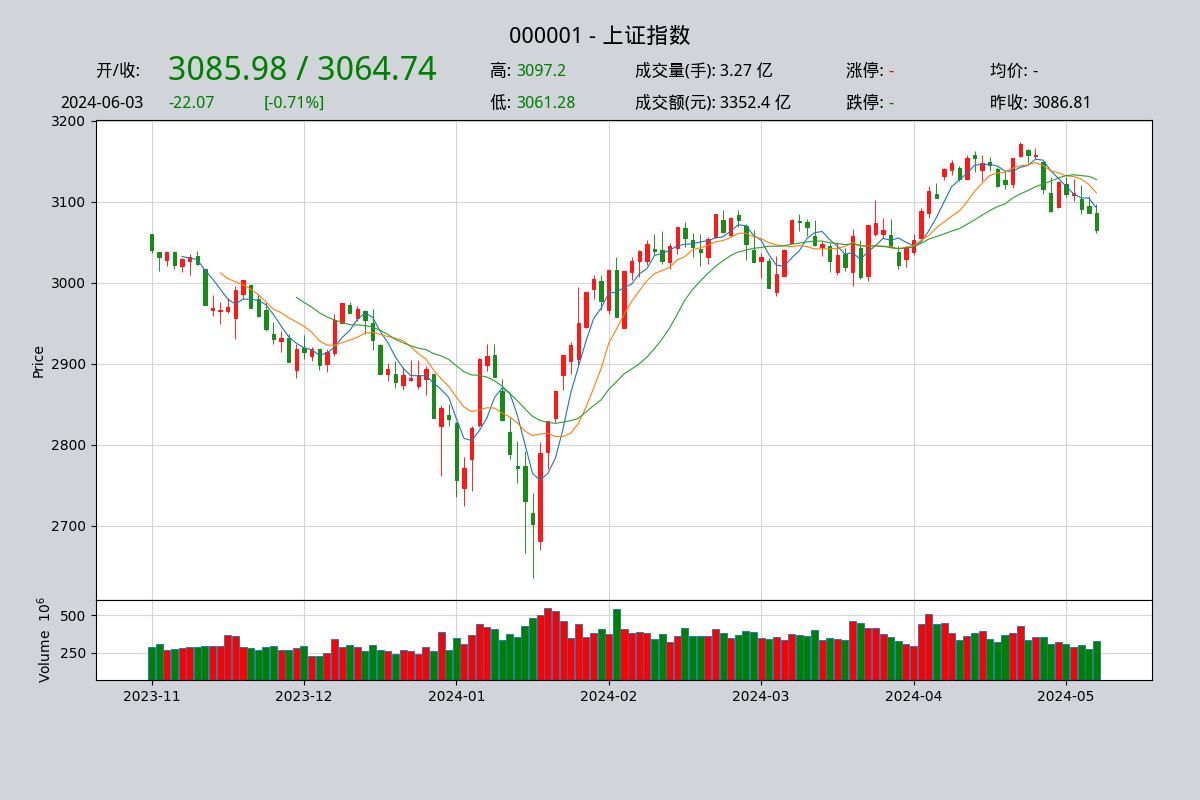 000001 - 上证指数
开/收: 3085.98 / 3064.74 高: 3097.2 成交量(手): 3.27 亿 涨停: - 均价: -
2024-06-03 -22.07 [-0.71%] 低: 3061.28 成交额(元): 3352.4 亿 跌停: - 昨收: 3086.81
3200
3100
3000
2900
2800
2700
Price
500
250
Volume 10^6
2023-11 2023-12 2024-01 2024-02 2024-03 2024-04 2024-05